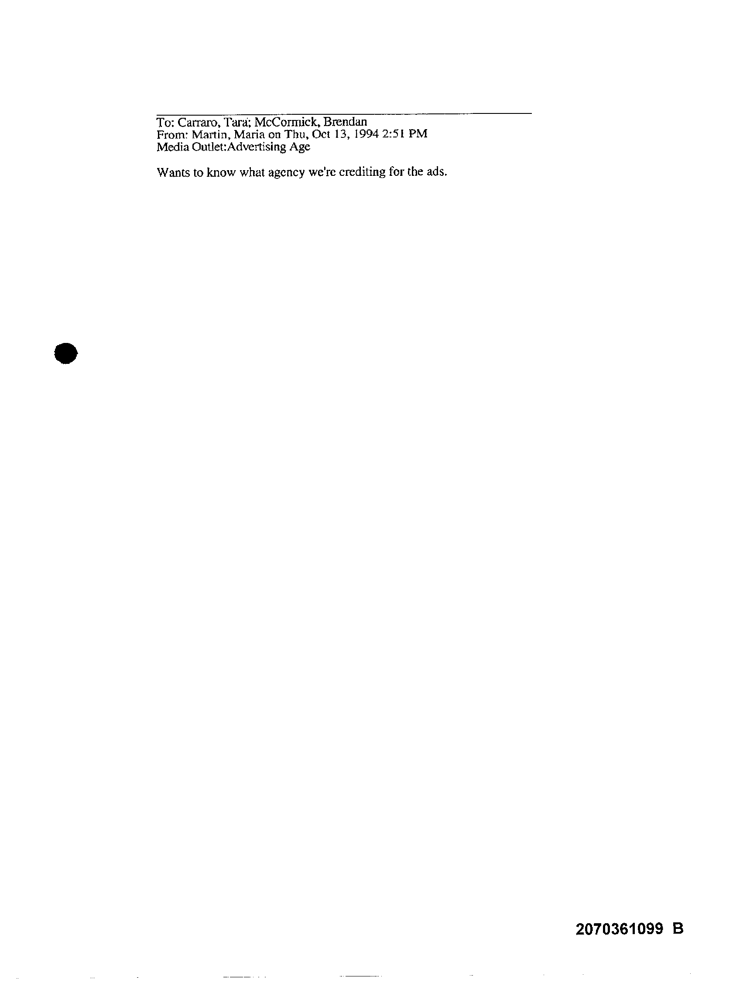 To: Carraro, Tara; McCormick, Brendan
From: Martin, Maria on Thu, Oct 13, 1994 2:51 PM
Media Outlet:Advertising Age
Wants to know what agency we're crediting for the ads.
2070361099 B